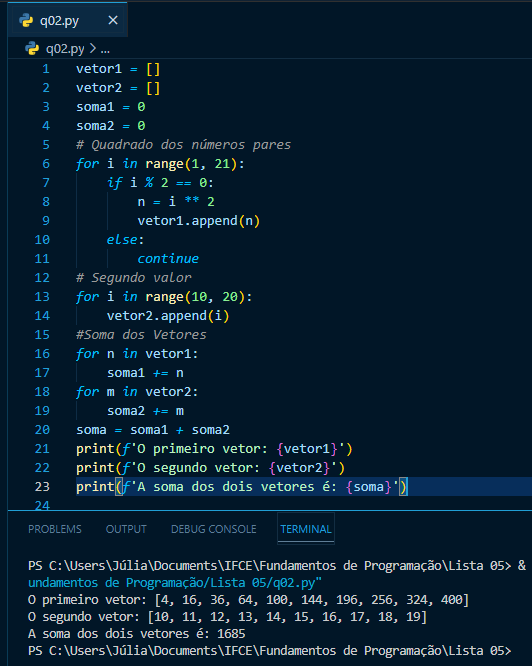 q02.py ×
q02.py > ...
1 vetor1 = []
2 vetor2 = []
3 soma1 = 0
4 soma2 = 0
5 # Quadrado dos números pares
6 for i in range(1, 21):
7     if i % 2 == 0:
8         n = i ** 2
9         vetor1.append(n)
10     else:
11         continue
12 # Segundo valor
13 for i in range(10, 20):
14     vetor2.append(i)
15 #Soma dos Vetores
16 for n in vetor1:
17     soma1 += n
18 for m in vetor2:
19     soma2 += m
20 soma = soma1 + soma2
21 print(f'O primeiro vetor: {vetor1}')
22 print(f'O segundo vetor: {vetor2}')
23 print(f'A soma dos dois vetores é: {soma}')
24
PROBLEMS OUTPUT DEBUG CONSOLE TERMINAL
PS C:\Users\Júlia\Documents\IFCE\Fundamentos de Programação\Lista 05> &
undamentos de Programação/Lista 05/q02.py"
O primeiro vetor: [4, 16, 36, 64, 100, 144, 196, 256, 324, 400]
O segundo vetor: [10, 11, 12, 13, 14, 15, 16, 17, 18, 19]
A soma dos dois vetores é: 1685
PS C:\Users\Júlia\Documents\IFCE\Fundamentos de Programação\Lista 05>